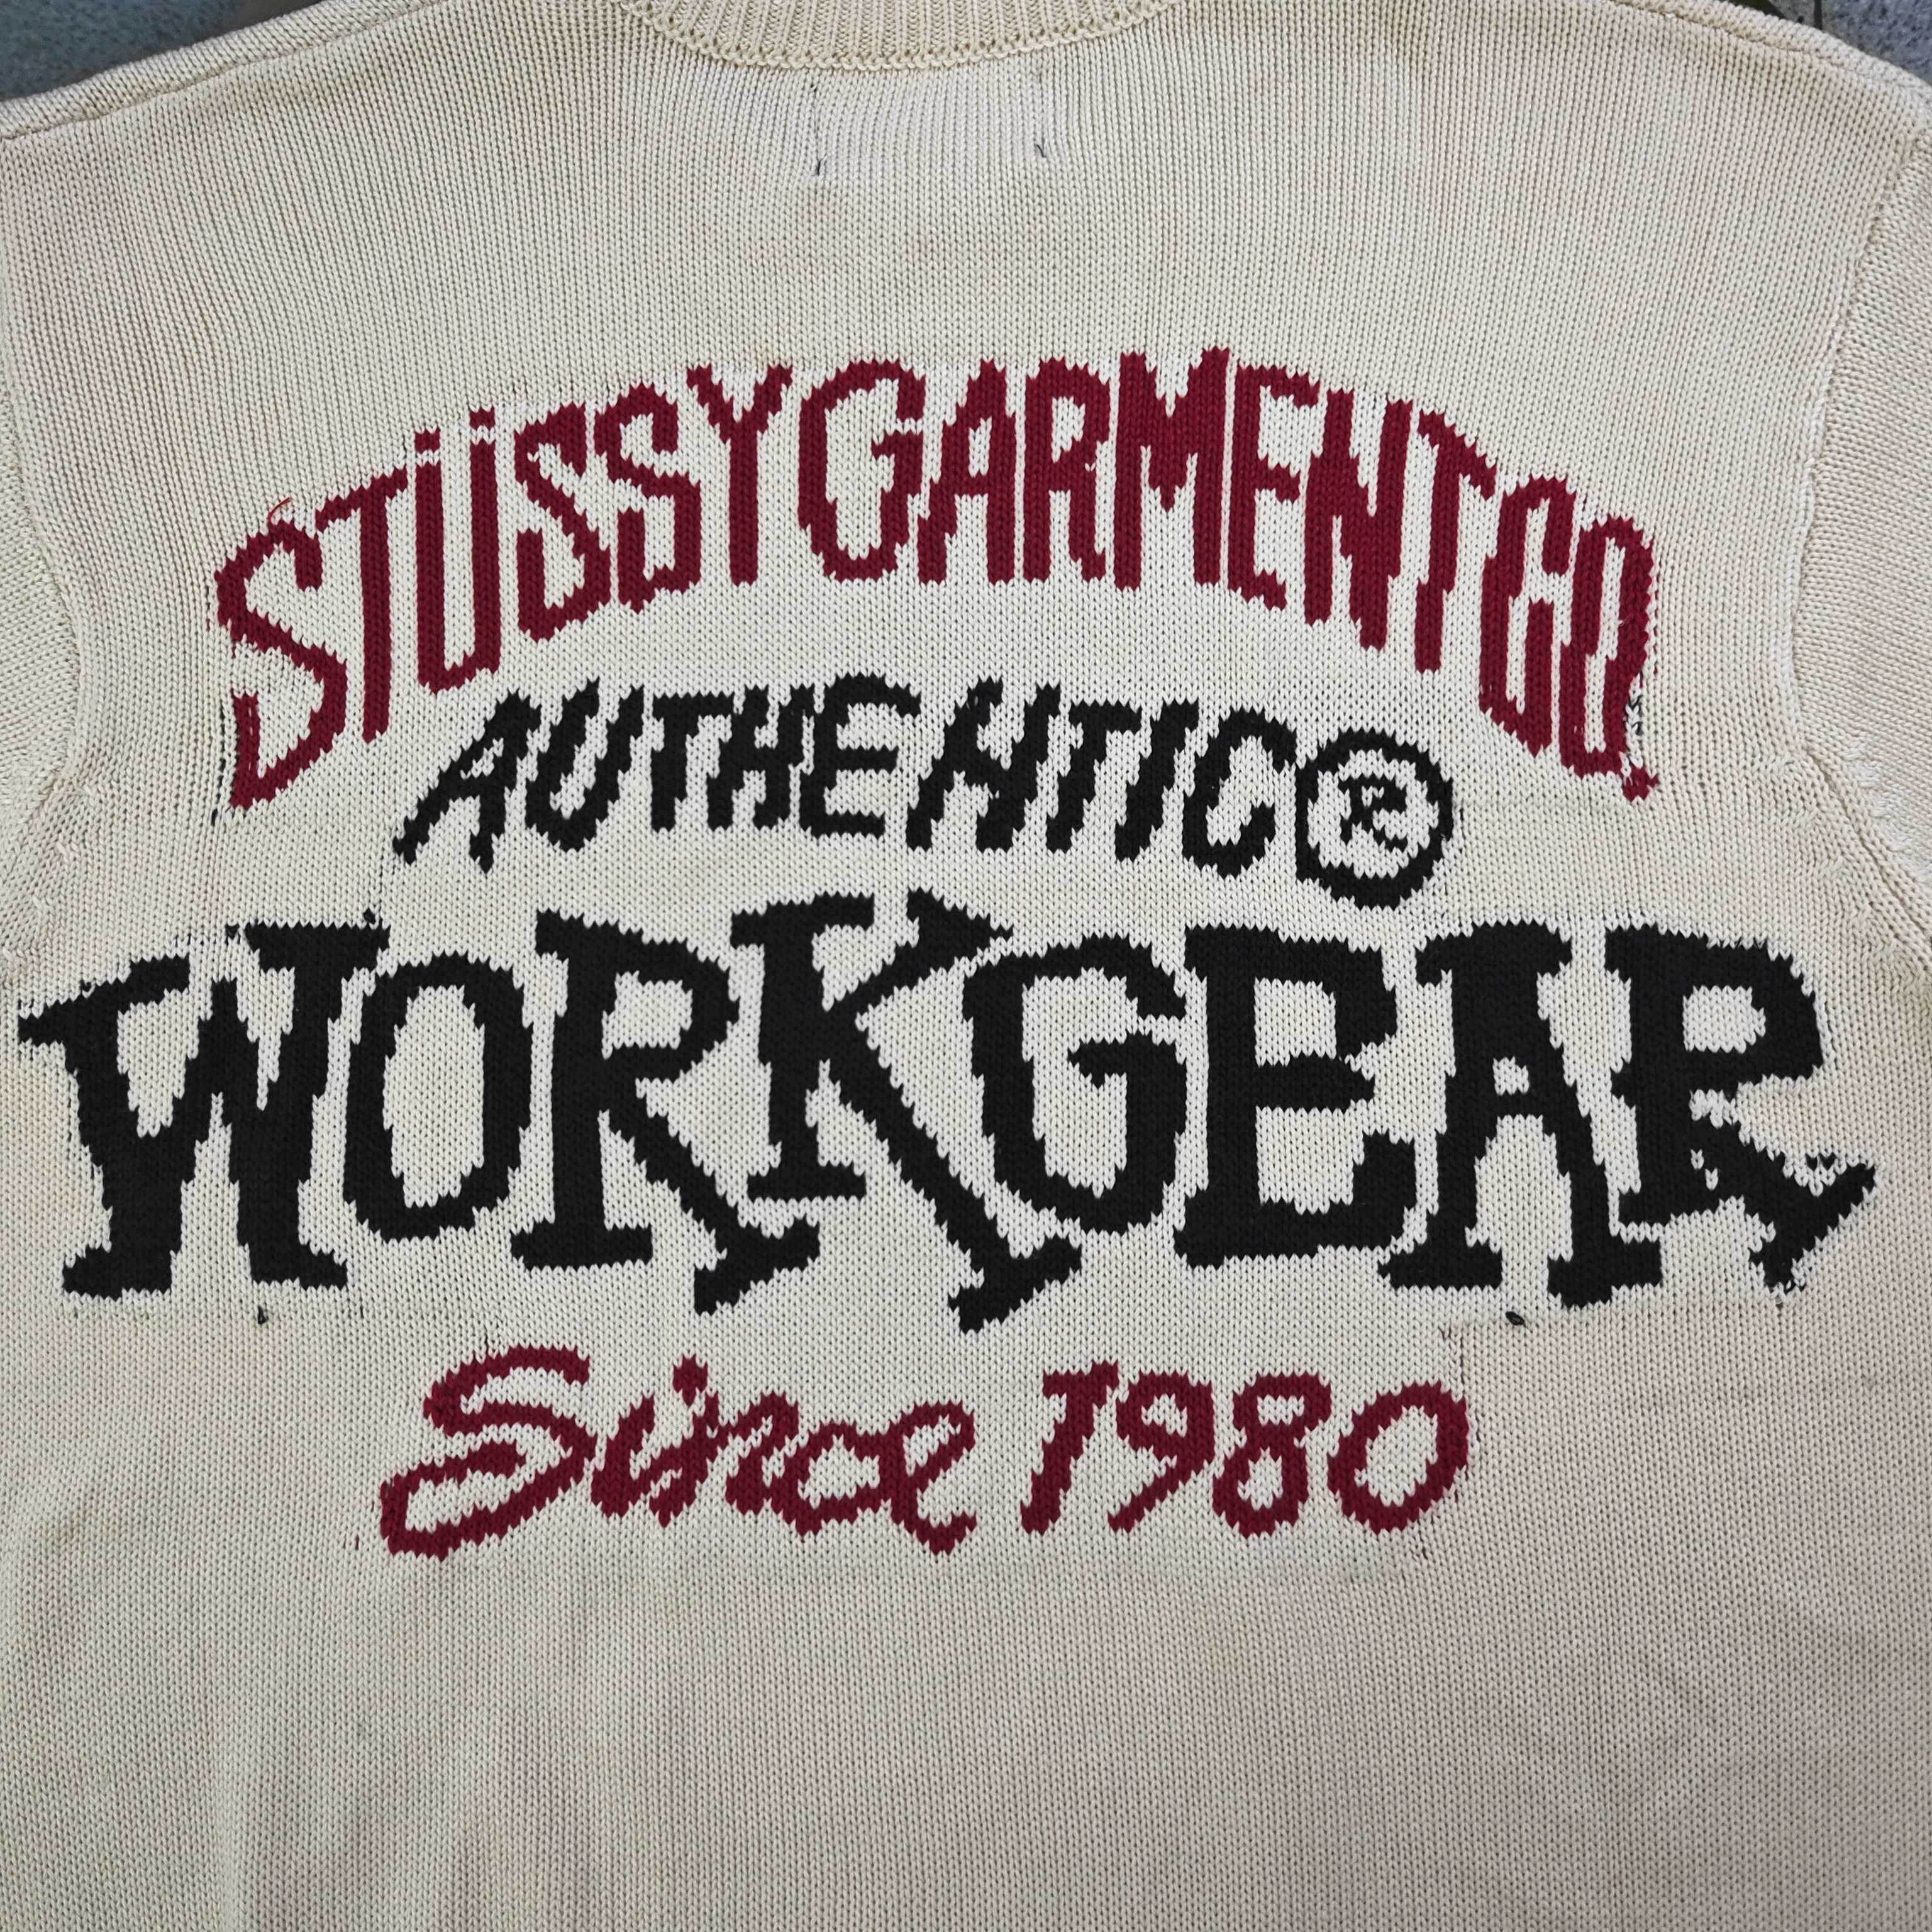 STÜSSY GARMENT CO.
AUTHENTIC ®
WORKGEAR
Since 1980